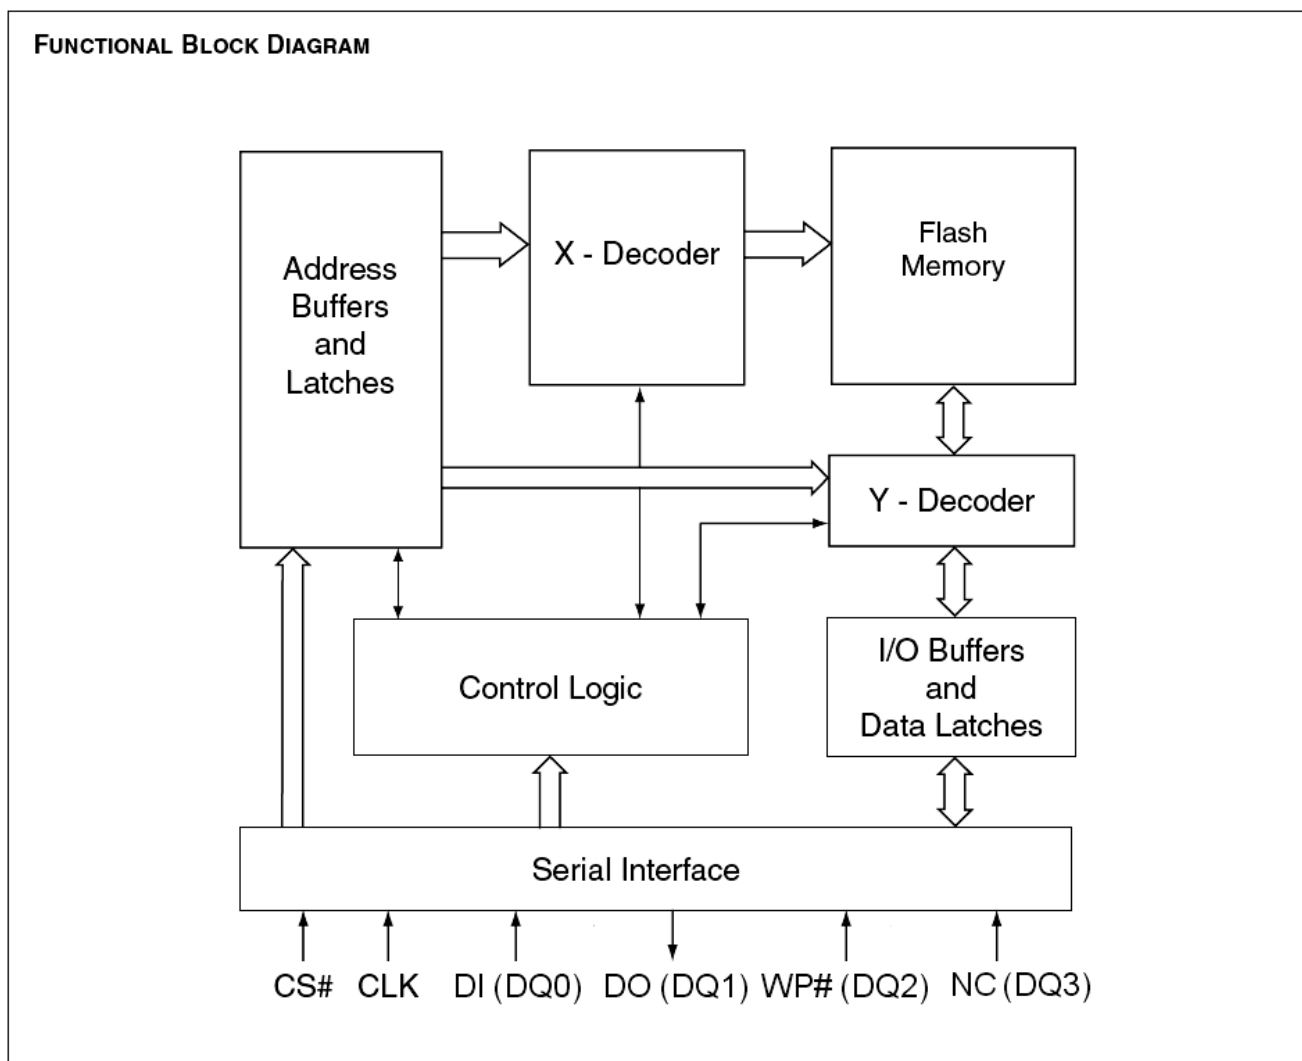 FUNCTIONAL BLOCK DIAGRAM
Address
Buffers
and
Latches
X - Decoder
Flash
Memory
Y - Decoder
Control Logic
I/O Buffers
and
Data Latches
Serial Interface
CS# CLK DI (DQ0) DO (DQ1) WP# (DQ2) NC (DQ3)